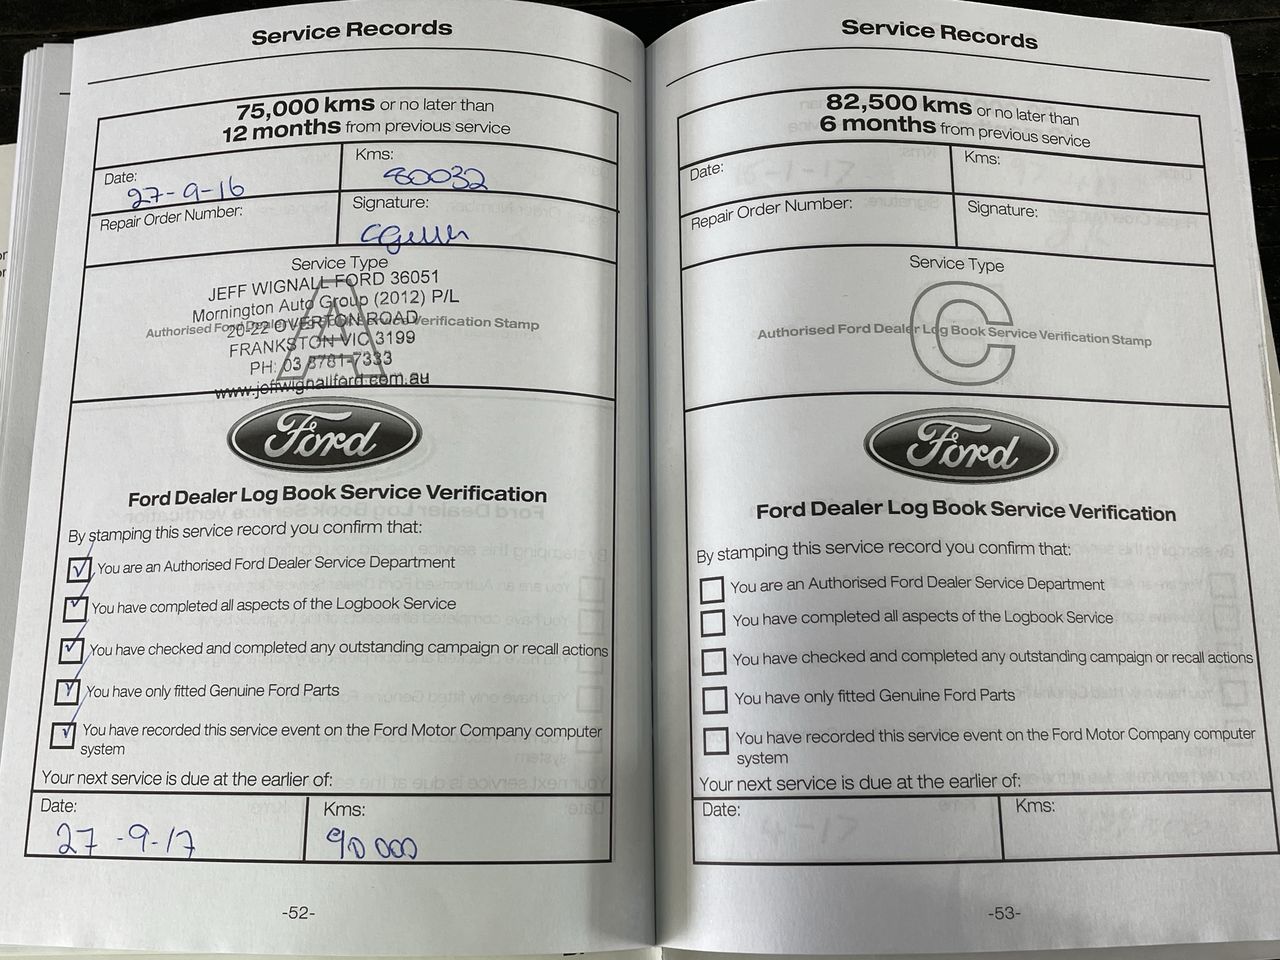 Service Records
75,000 kms or no later than
12 months from previous service
Date:
27-9-16
Kms:
80032
Repair Order Number:
Signature:
Service Type
JEFF WIGNALL FORD 36051
Mornington Auto Group (2012) P/L
20-22 OVERTON ROAD
Authorised Ford Dealer Log Book Service Verification Stamp
FRANKSTON VIC 3199
PH: 03 8781-7333
www.jeffwignallford.com.au
A
Ford
Ford Dealer Log Book Service Verification
By stamping this service record you confirm that:
You are an Authorised Ford Dealer Service Department
You have completed all aspects of the Logbook Service
You have checked and completed any outstanding campaign or recall actions
You have only fitted Genuine Ford Parts
You have recorded this service event on the Ford Motor Company computer
system
Your next service is due at the earlier of:
Date:
27-9-17
Kms:
90 000
-52-
Service Records
82,500 kms or no later than
6 months from previous service
Date:
Kms:
Repair Order Number:
Signature:
Service Type
C
Authorised Ford Dealer Log Book Service Verification Stamp
Ford
Ford Dealer Log Book Service Verification
By stamping this service record you confirm that:
You are an Authorised Ford Dealer Service Department
You have completed all aspects of the Logbook Service
You have checked and completed any outstanding campaign or recall actions
You have only fitted Genuine Ford Parts
You have recorded this service event on the Ford Motor Company computer
system
Your next service is due at the earlier of:
Date:
Kms:
-53-